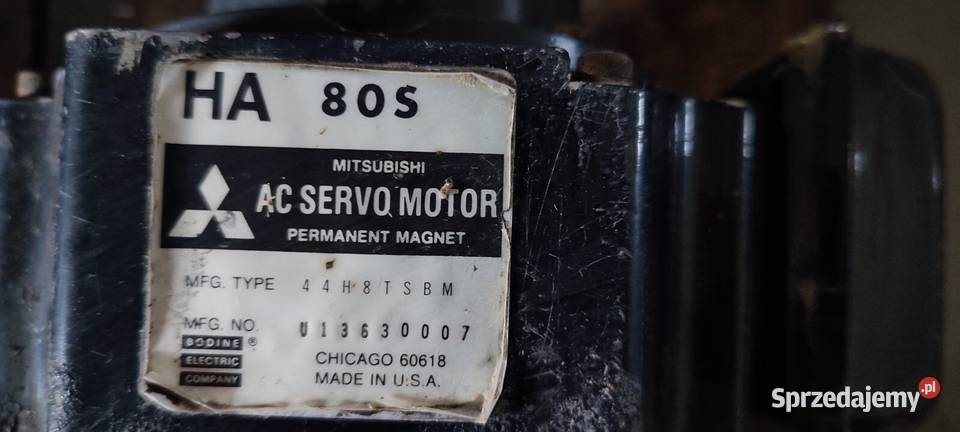 HA 80S
MITSUBISHI
AC SERVO MOTOR
PERMANENT MAGNET
MFG. TYPE 44H8TSBM
MFG. NO. U13630007
BODINE ®
ELECTRIC
COMPANY
CHICAGO 60618
MADE IN U.S.A.
Sprzedajemy.pl